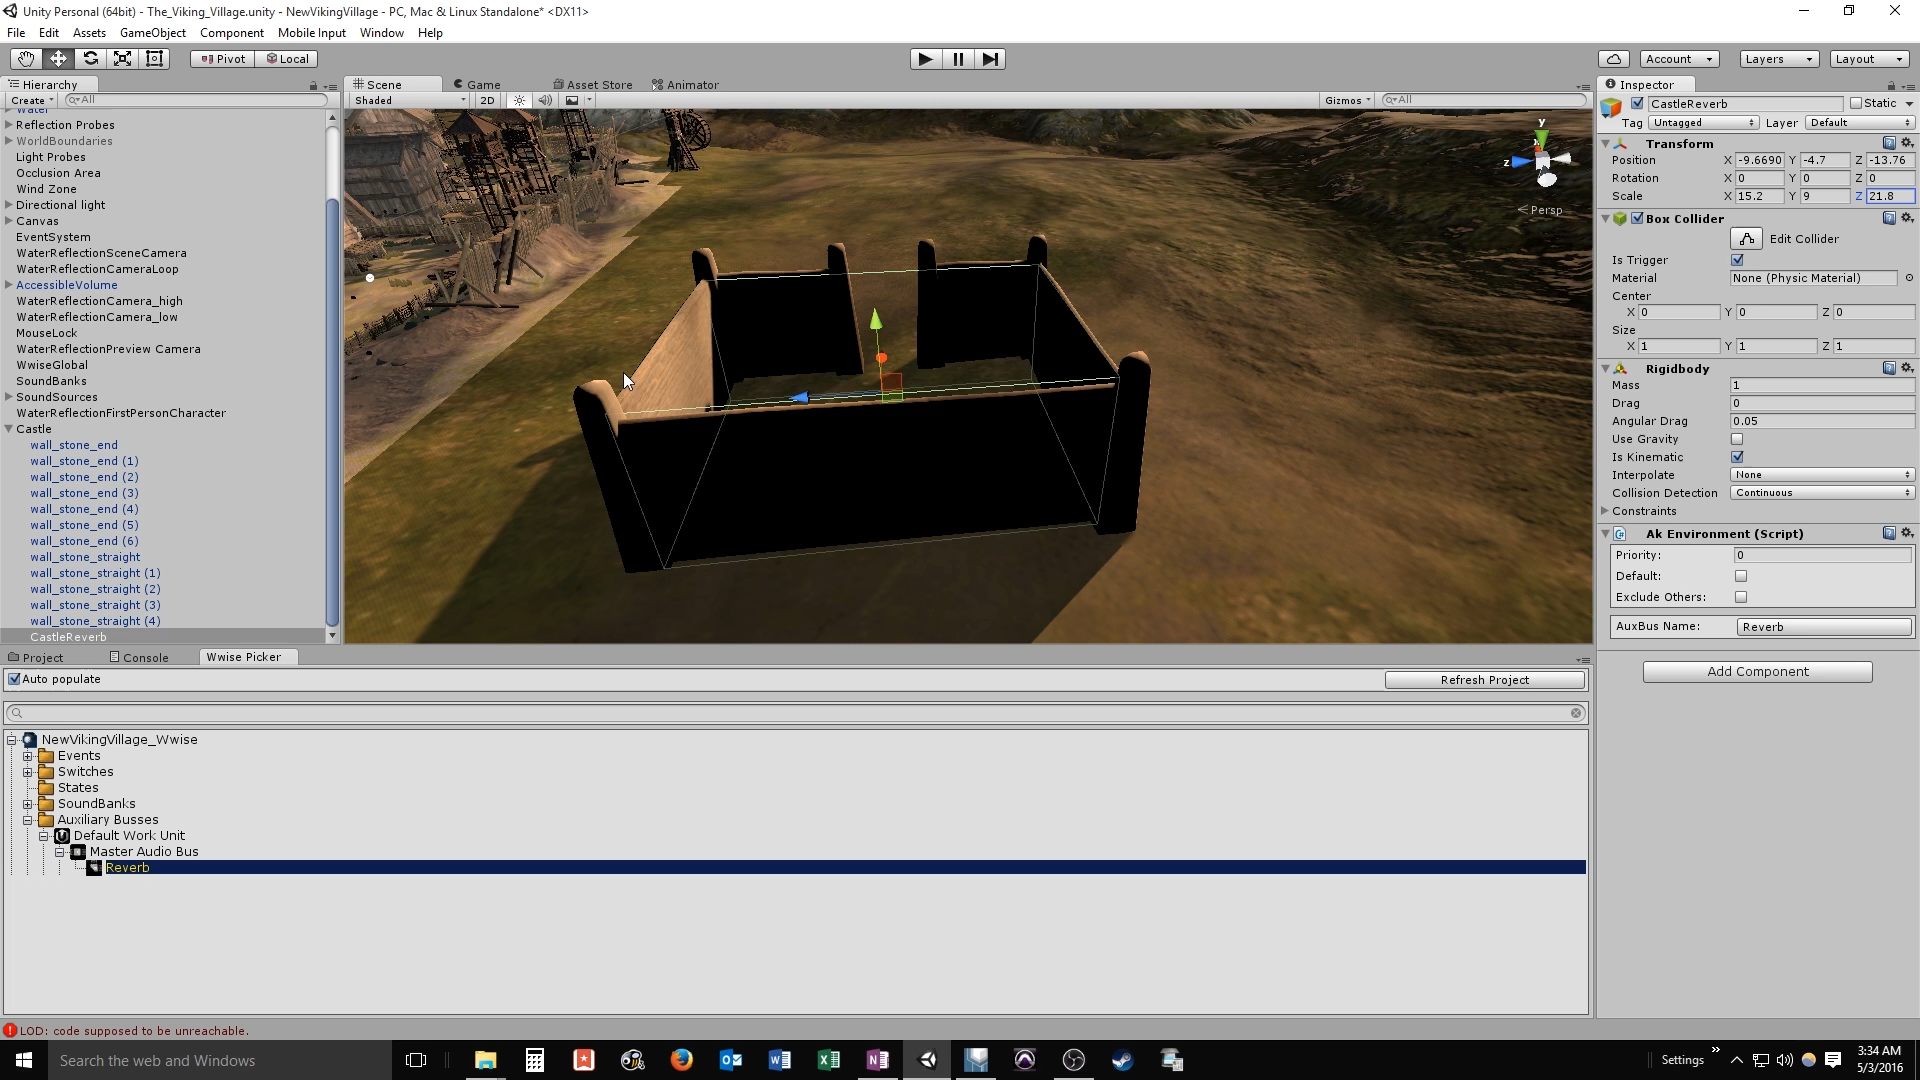 Unity Personal (64bit) - The_Viking_Village.unity - NewVikingVillage - PC, Mac & Linux Standalone* <DX11>
File Edit Assets GameObject Component Mobile Input Window Help
Pivot Local Account Layers Layout
Hierarchy
Create All
Water
Reflection Probes
WorldBoundaries
Light Probes
Occlusion Area
Wind Zone
Directional light
Canvas
EventSystem
WaterReflectionSceneCamera
WaterReflectionCameraLoop
AccessibleVolume
WaterReflectionCamera_high
WaterReflectionCamera_low
MouseLock
WaterReflectionPreview Camera
WwiseGlobal
SoundBanks
SoundSources
WaterReflectionFirstPersonCharacter
Castle
wall_stone_end
wall_stone_end (1)
wall_stone_end (2)
wall_stone_end (3)
wall_stone_end (4)
wall_stone_end (5)
wall_stone_end (6)
wall_stone_straight
wall_stone_straight (1)
wall_stone_straight (2)
wall_stone_straight (3)
wall_stone_straight (4)
CastleReverb
Scene Game Asset Store Animator
Shaded 2D Gizmos All
y
x
z
Persp
Inspector
CastleReverb Static
Tag Untagged Layer Default
Transform
Position X -9.6690 Y -4.7 Z -13.76
Rotation X 0 Y 0 Z 0
Scale X 15.2 Y 9 Z 21.8
Box Collider
Edit Collider
Is Trigger
Material None (Physic Material)
Center
X 0 Y 0 Z 0
Size
X 1 Y 1 Z 1
Rigidbody
Mass 1
Drag 0
Angular Drag 0.05
Use Gravity
Is Kinematic
Interpolate None
Collision Detection Continuous
Constraints
Ak Environment (Script)
Priority: 0
Default:
Exclude Others:
AuxBus Name: Reverb
Add Component
Project Console Wwise Picker
Auto populate Refresh Project
NewVikingVillage_Wwise
Events
Switches
States
SoundBanks
Auxiliary Busses
Default Work Unit
Master Audio Bus
Reverb
LOD: code supposed to be unreachable.
Search the web and Windows
Settings
3:34 AM
5/3/2016